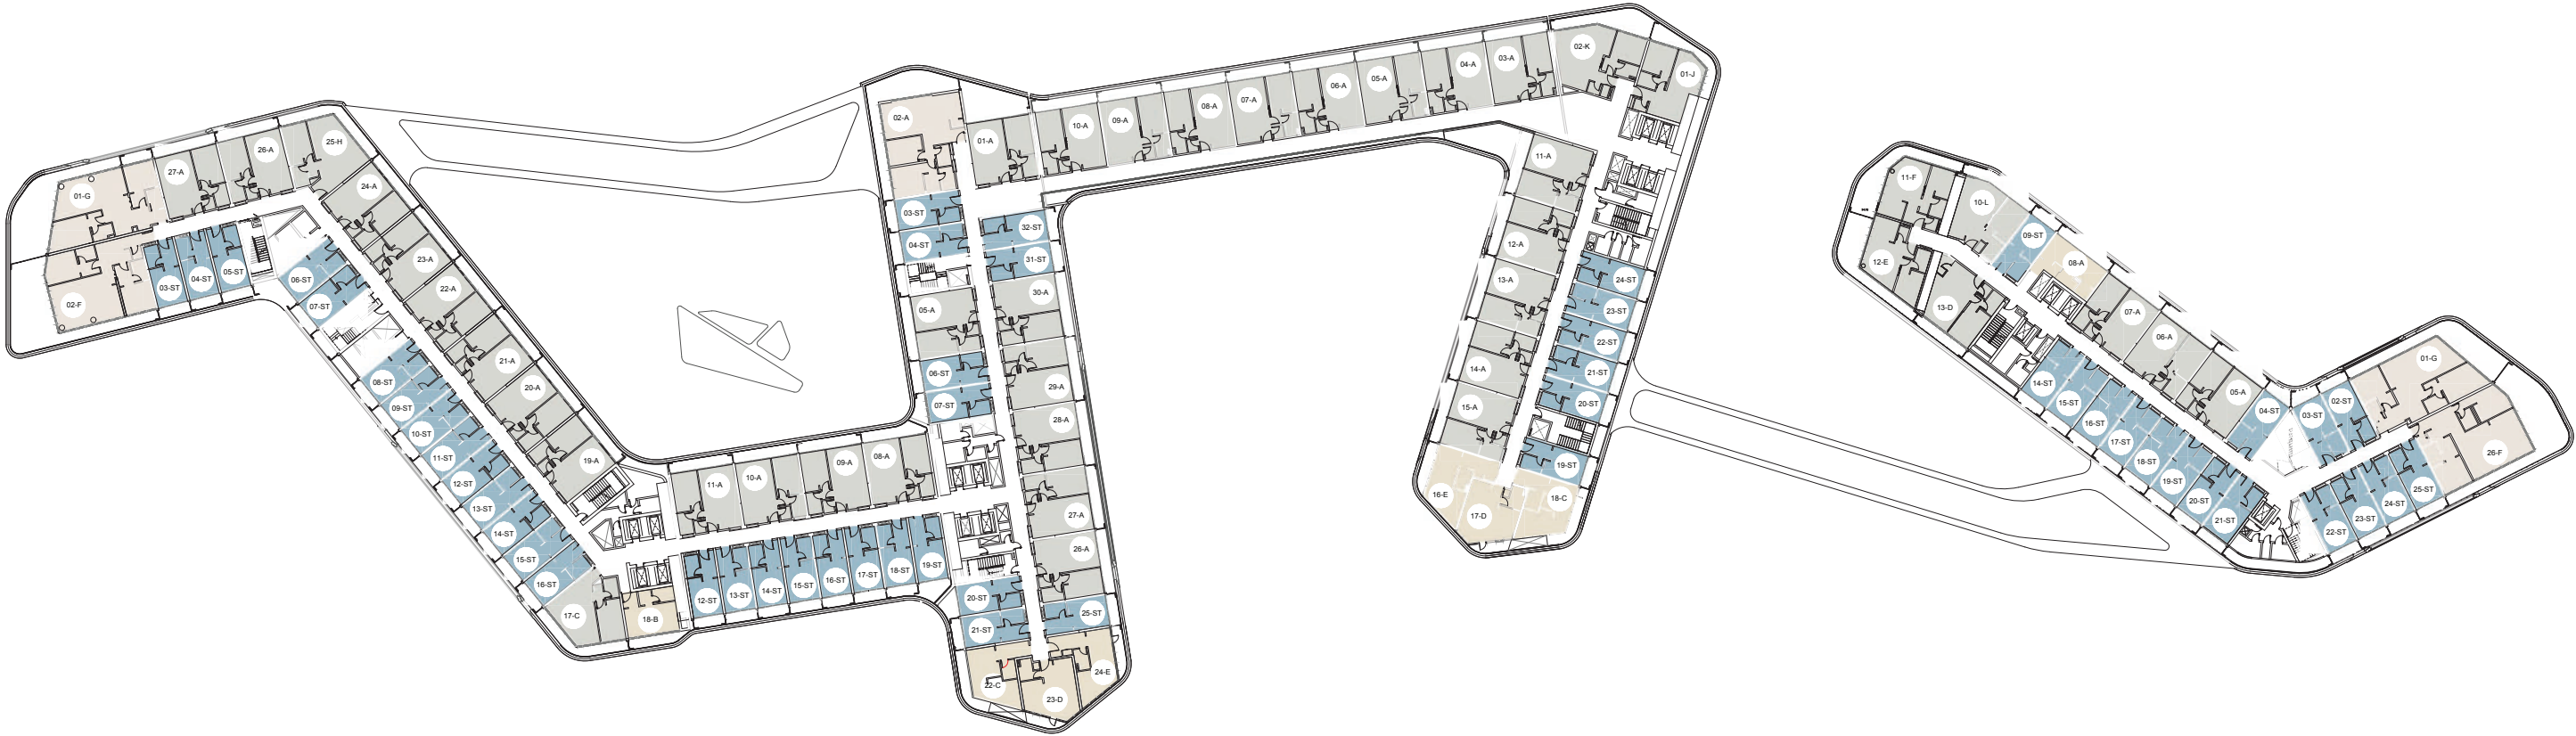 01-G
02-F
27-A
26-A
25-H
03-ST
04-ST
05-ST
06-ST
07-ST
24-A
23-A
22-A
21-A
20-A
19-A
08-ST
09-ST
10-ST
11-ST
12-ST
13-ST
14-ST
15-ST
16-ST
17-C
18-B
02-A
01-A
03-ST
04-ST
32-ST
31-ST
05-A
30-A
06-ST
07-ST
29-A
28-A
11-A
10-A
09-A
08-A
12-ST
13-ST
14-ST
15-ST
16-ST
17-ST
18-ST
19-ST
27-A
26-A
20-ST
21-ST
25-ST
22-C
23-D
24-E
10-A
09-A
08-A
07-A
06-A
05-A
04-A
03-A
02-K
01-J
11-A
12-A
13-A
14-A
15-A
16-E
17-D
18-C
24-ST
23-ST
22-ST
21-ST
20-ST
19-ST
11-F
10-L
09-ST
08-A
12-E
13-D
07-A
06-A
05-A
04-ST
03-ST
02-ST
01-G
14-ST
15-ST
16-ST
17-ST
18-ST
19-ST
20-ST
21-ST
22-ST
23-ST
24-ST
25-ST
26-F